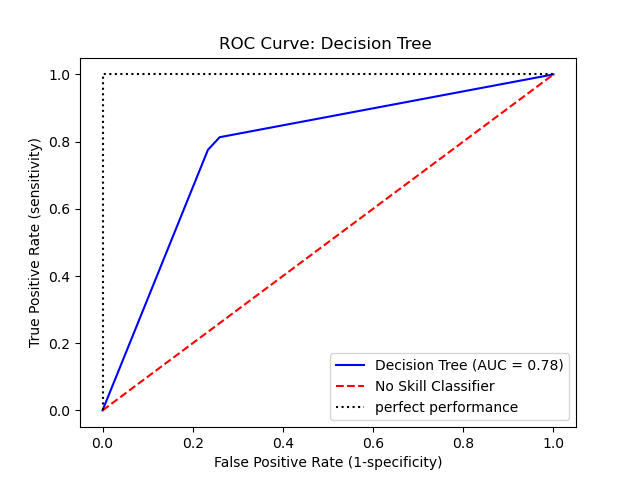 ROC Curve: Decision Tree
True Positive Rate (sensitivity)
1.0
0.8
0.6
0.4
0.2
0.0
0.0 0.2 0.4 0.6 0.8 1.0
False Positive Rate (1-specificity)
Decision Tree (AUC = 0.78)
No Skill Classifier
perfect performance